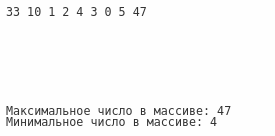 33 10 1 2 4 3 0 5 47
Максимальное число в массиве: 47
Минимальное число в массиве: 4